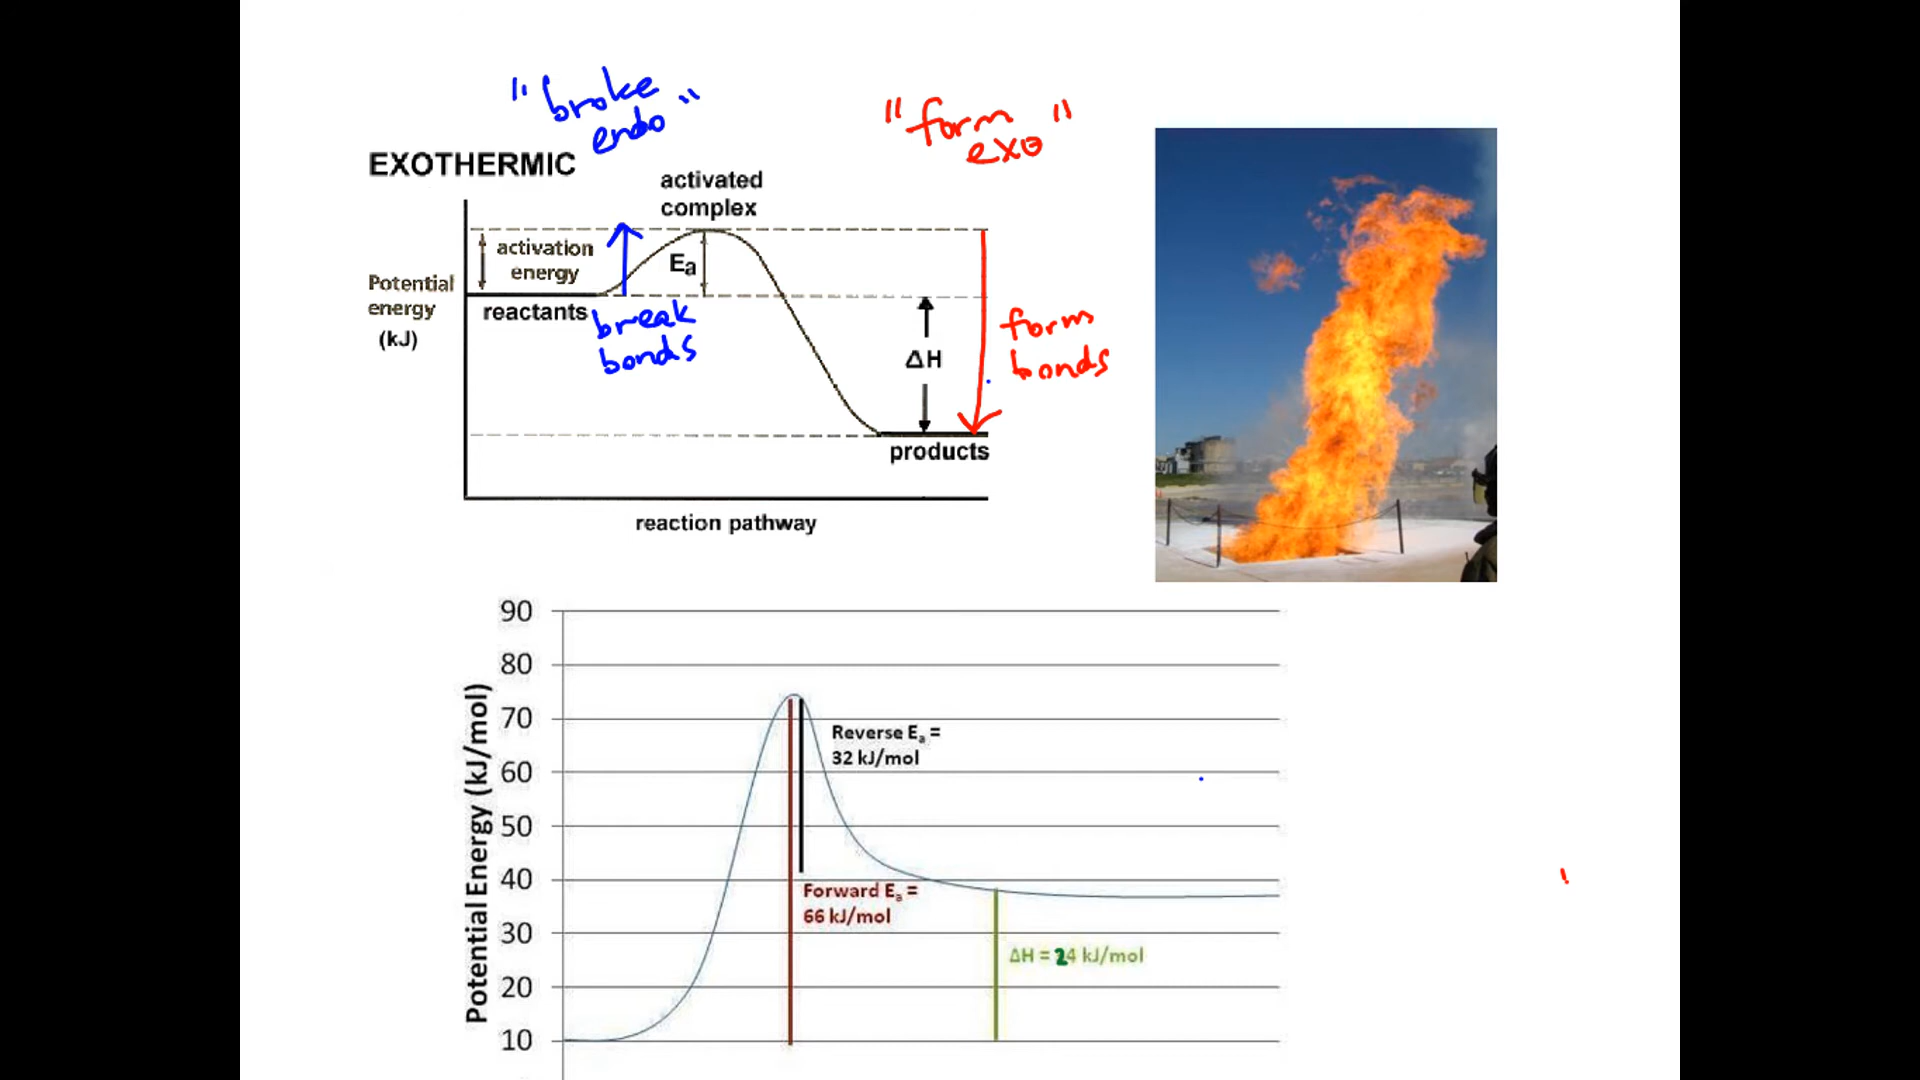 "broke
endo"
"form
exo"
EXOTHERMIC
activated
complex
activation
energy
Ea
Potential
energy
(kJ)
reactants
break
bonds
ΔH
form
bonds
products
reaction pathway
90
80
70
60
50
40
30
20
10
Potential Energy (kJ/mol)
Reverse Ea =
32 kJ/mol
Forward Ea =
66 kJ/mol
ΔH = 24 kJ/mol